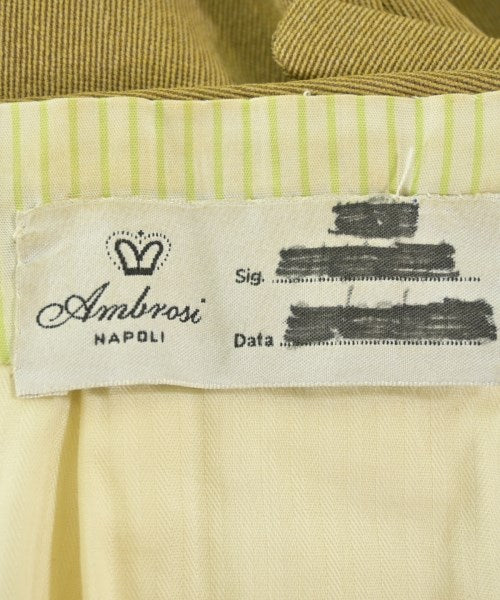 Ambrosi
NAPOLI
Sig.
Data